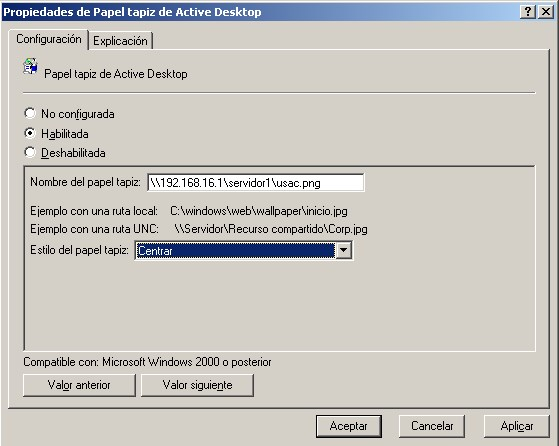 Propiedades de Papel tapiz de Active Desktop
Configuración Explicación
Papel tapiz de Active Desktop
No configurada
Habilitada
Deshabilitada
Nombre del papel tapiz: \\192.168.16.1\servidor1\usac.png
Ejemplo con una ruta local: C:\windows\web\wallpaper\inicio.jpg
Ejemplo con una ruta UNC: \\Servidor\Recurso compartido\Corp.jpg
Estilo del papel tapiz: Centrar
Compatible con: Microsoft Windows 2000 o posterior
Valor anterior Valor siguiente
Aceptar Cancelar Aplicar